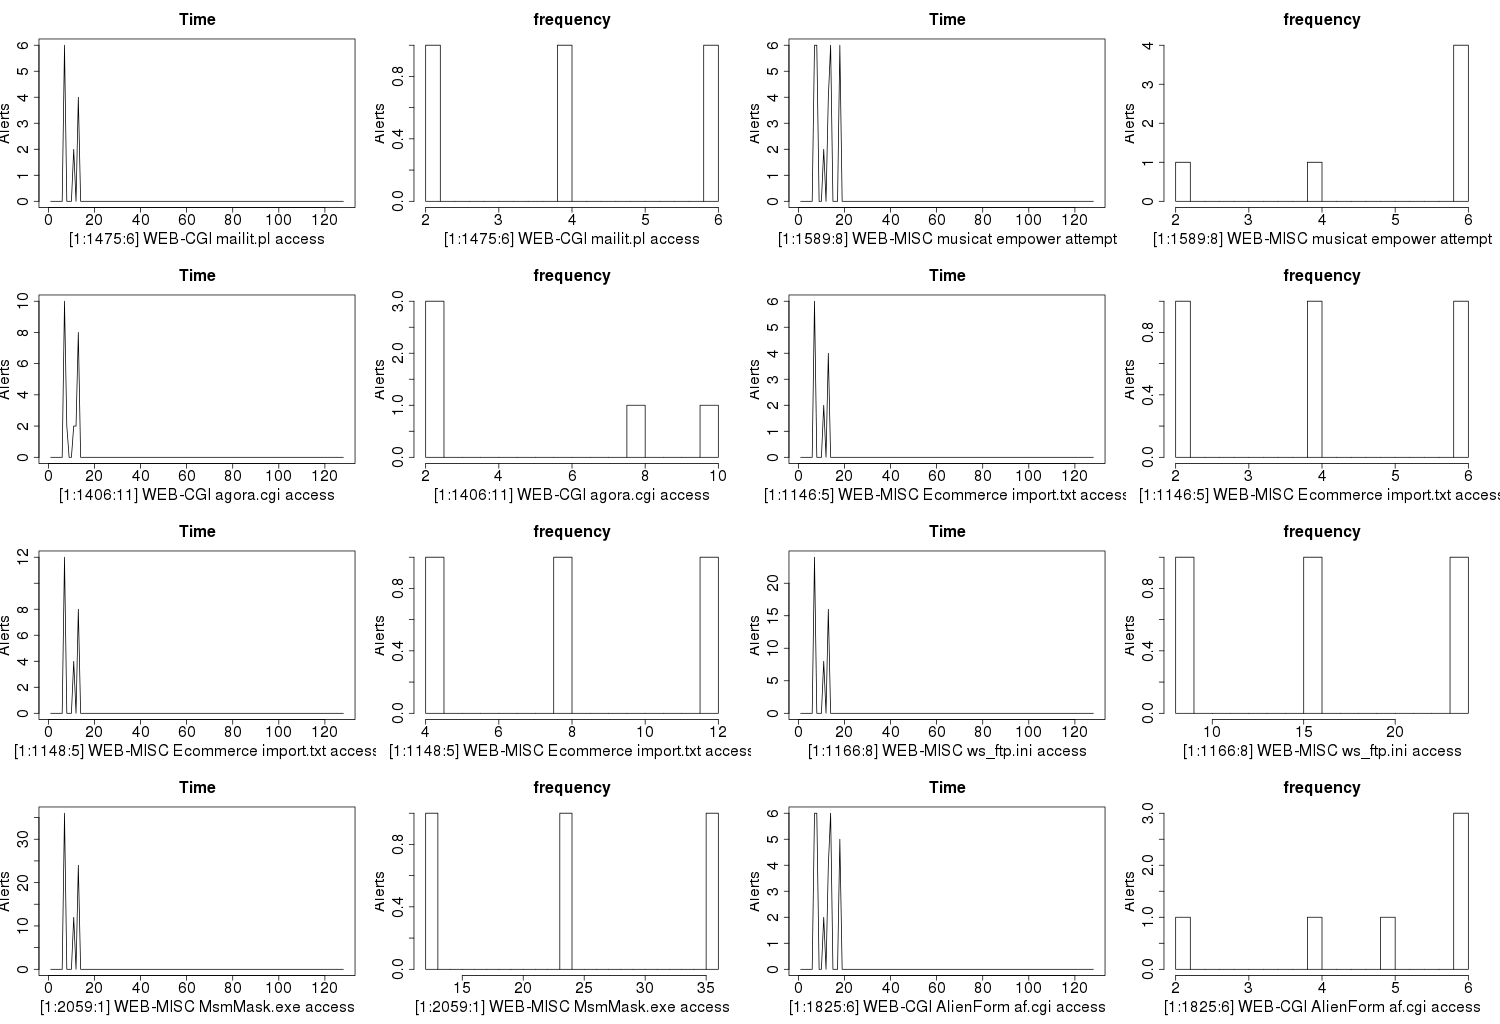 Time frequency Time frequency
Alerts 0 1 2 3 4 5 6 Alerts 0.0 0.4 0.8 Alerts 0 1 2 3 4 5 6 Alerts 0 1 2 3 4
0 20 40 60 80 100 120 2 3 4 5 6 0 20 40 60 80 100 120 2 3 4 5 6
[1:1475:6] WEB-CGI mailit.pl access [1:1475:6] WEB-CGI mailit.pl access [1:1589:8] WEB-MISC musicat empower attempt [1:1589:8] WEB-MISC musicat empower attempt
Time frequency Time frequency
Alerts 0 2 4 6 8 10 Alerts 0.0 1.0 2.0 3.0 Alerts 0 1 2 3 4 5 6 Alerts 0.0 0.4 0.8
0 20 40 60 80 100 120 2 4 6 8 10 0 20 40 60 80 100 120 2 3 4 5 6
[1:1406:11] WEB-CGI agora.cgi access [1:1406:11] WEB-CGI agora.cgi access [1:1146:5] WEB-MISC Ecommerce import.txt access [1:1146:5] WEB-MISC Ecommerce import.txt access
Time frequency Time frequency
Alerts 0 2 4 6 8 12 Alerts 0.0 0.4 0.8 Alerts 0 5 10 15 20 Alerts 0.0 0.4 0.8
0 20 40 60 80 100 120 4 6 8 10 12 0 20 40 60 80 100 120 10 15 20
[1:1148:5] WEB-MISC Ecommerce import.txt access [1:1148:5] WEB-MISC Ecommerce import.txt access [1:1166:8] WEB-MISC ws_ftp.ini access [1:1166:8] WEB-MISC ws_ftp.ini access
Time frequency Time frequency
Alerts 0 10 20 30 Alerts 0.0 0.4 0.8 Alerts 0 1 2 3 4 5 6 Alerts 0.0 1.0 2.0 3.0
0 20 40 60 80 100 120 15 20 25 30 35 0 20 40 60 80 100 120 2 3 4 5 6
[1:2059:1] WEB-MISC MsmMask.exe access [1:2059:1] WEB-MISC MsmMask.exe access [1:1825:6] WEB-CGI AlienForm af.cgi access [1:1825:6] WEB-CGI AlienForm af.cgi access